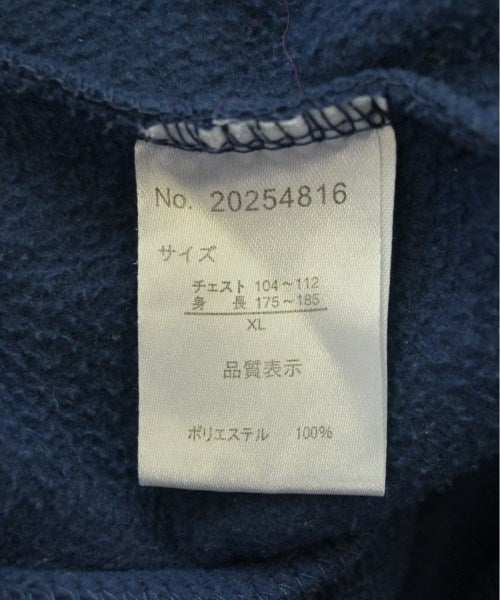 No. 20254816
サイズ
チェスト 104～112
身長 175～185
XL
品質表示
ポリエステル 100%